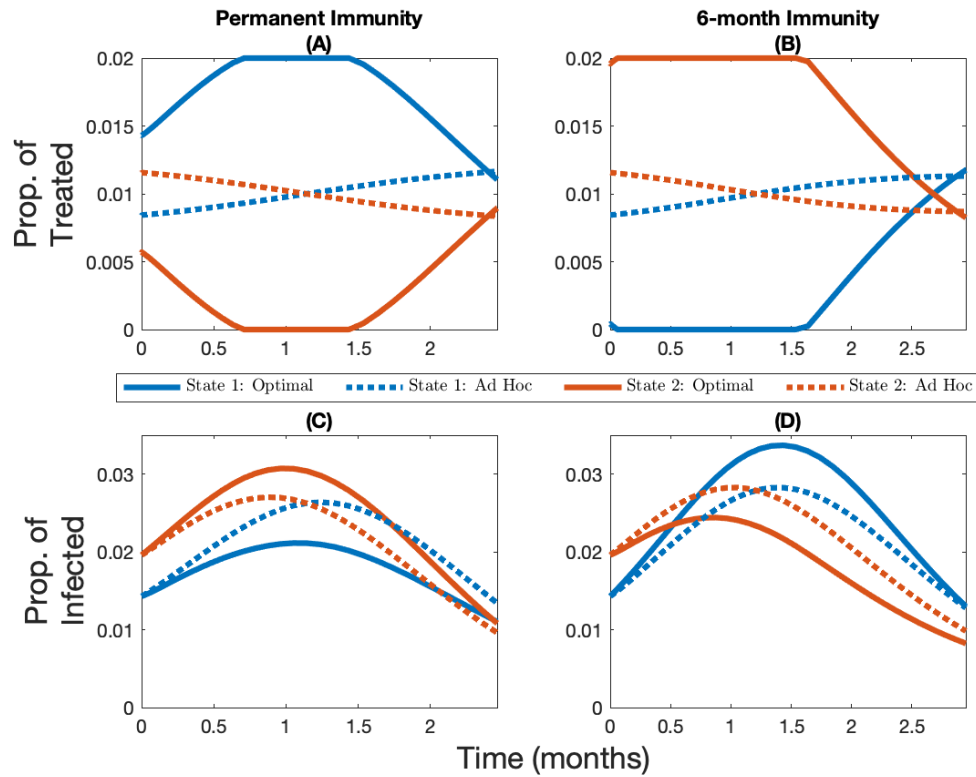 Permanent Immunity
6-month Immunity
(A)
(B)
0.02
0.015
0.01
0.005
0
0
0.5
1
1.5
2
Prop. of
Treated
0.02
0.015
0.01
0.005
0
0
0.5
1
1.5
2
2.5
State 1: Optimal
State 1: Ad Hoc
State 2: Optimal
State 2: Ad Hoc
(C)
(D)
0.03
0.02
0.01
0
0
0.5
1
1.5
2
Prop. of
Infected
0.03
0.02
0.01
0
0
0.5
1
1.5
2
2.5
Time (months)